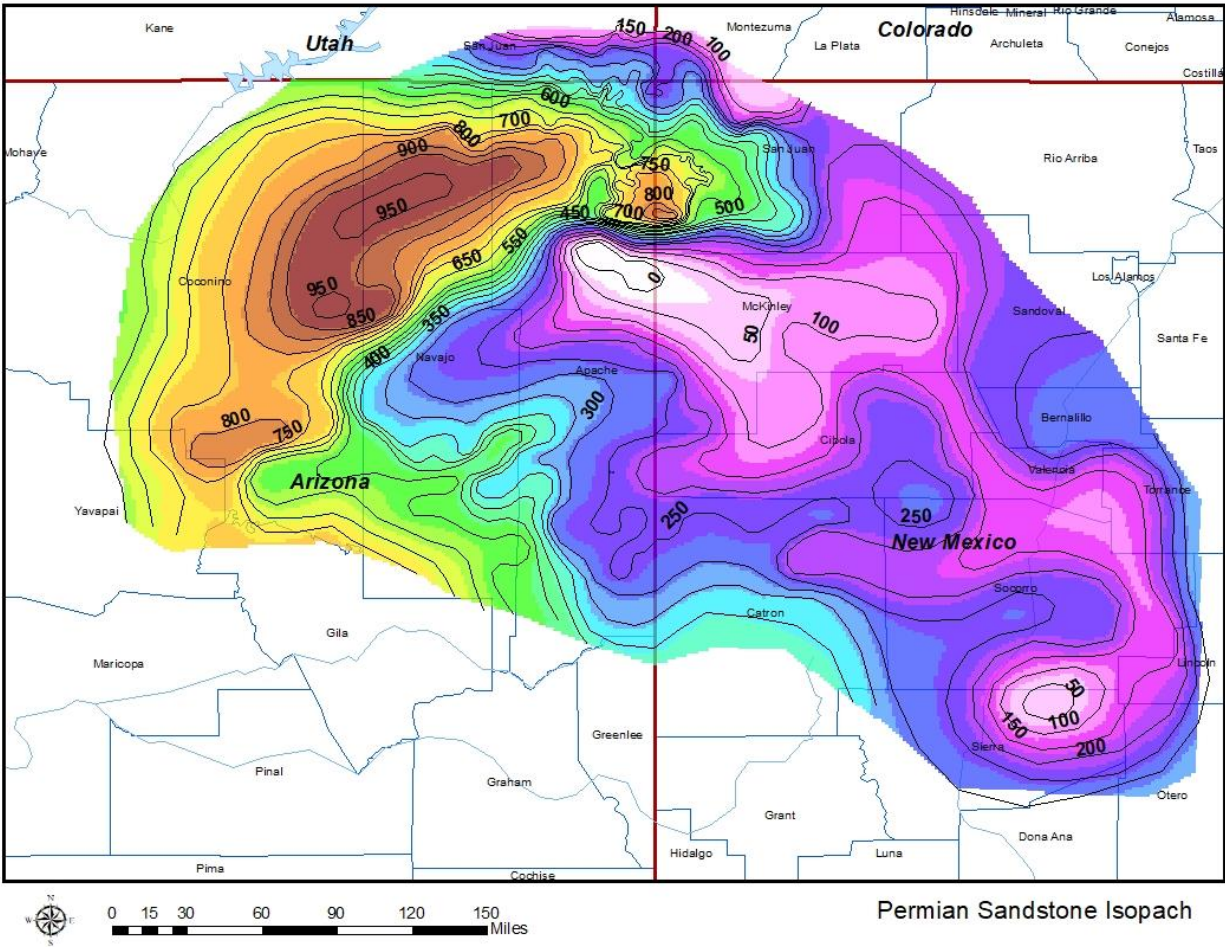 Hinsdale Mineral Rio Grande
Alamosa
Kane
150
200
Montezuma
Colorado
Utah
San Juan
100
La Plata
Archuleta
Conejos
Costilla
600
700
800
900
Mohave
750
San Juan
Rio Arriba
Taos
950
450
700
800
500
550
650
Coconino
0
Los Alamos
950
850
350
McKinley
100
Sandoval
50
Santa Fe
400
Navajo
Apache
300
800
750
Cibola
Bernalillo
Arizona
Valencia
Torrance
Yavapai
250
250
New Mexico
Socorro
Catron
Gila
Maricopa
Lincoln
50
150
100
200
Sierra
Greenlee
Pinal
Graham
Otero
Grant
Dona Ana
Hidalgo
Luna
Pima
Cochise
N
W E
S
0 15 30 60 90 120 150
Miles
Permian Sandstone Isopach